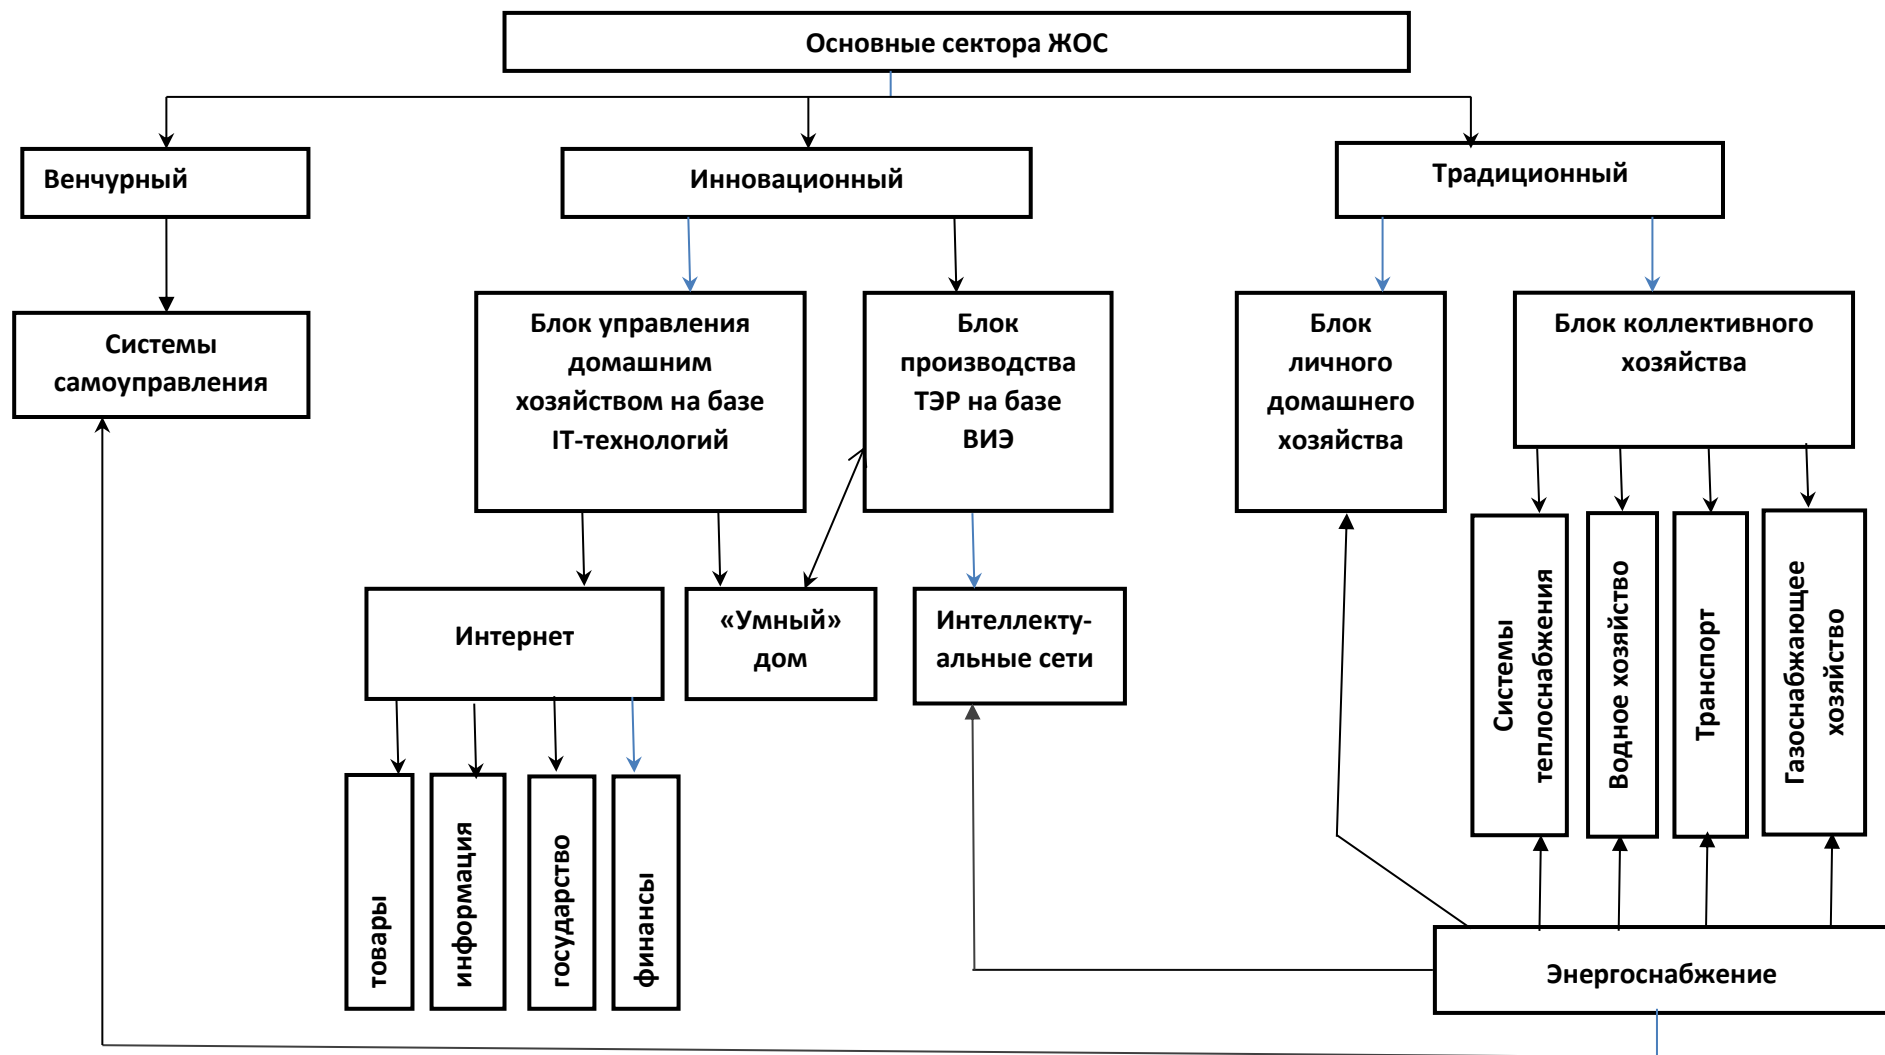 Основные сектора ЖОС
Венчурный
Инновационный
Традиционный
Системы
самоуправления
Блок управления
домашним
хозяйством на базе
IT-технологий
Блок
производства
ТЭР на базе
ВИЭ
Блок
личного
домашнего
хозяйства
Блок коллективного
хозяйства
Интернет
«Умный»
дом
Интеллекту-
альные сети
Системы
теплоснабжения
Водное хозяйство
Транспорт
Газоснабжающее
хозяйство
товары
информация
государство
финансы
Энергоснабжение